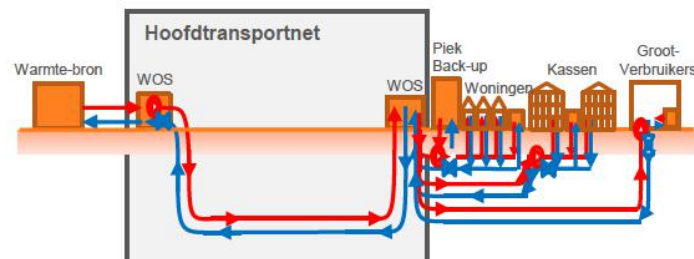 Hoofdtransportnet
Warmte-bron
WOS
WOS
Piek
Back-up
Woningen
Kassen
Groot-
Verbruikers